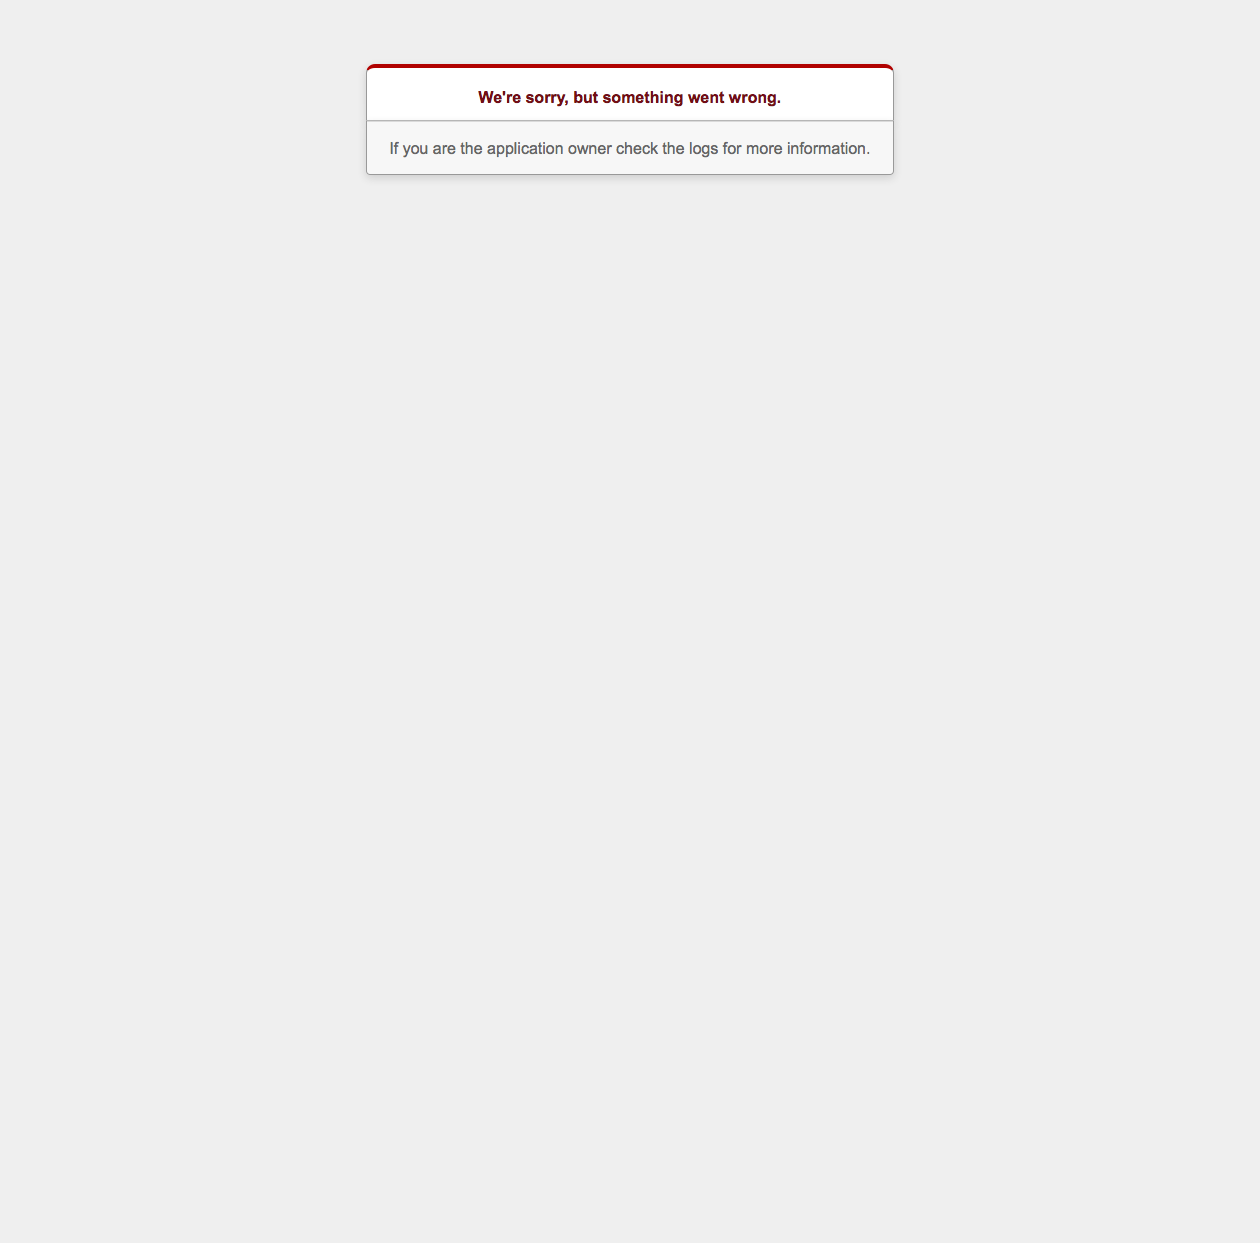 We're sorry, but something went wrong.
If you are the application owner check the logs for more information.